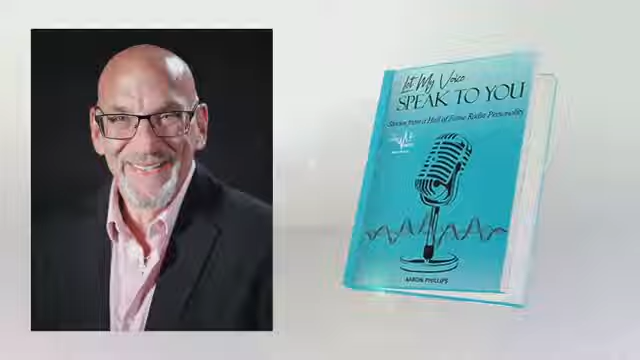 Let My Voice
SPEAK TO YOU
Stories from a Hall of Fame Radio Personality
AARON PHILLIPS